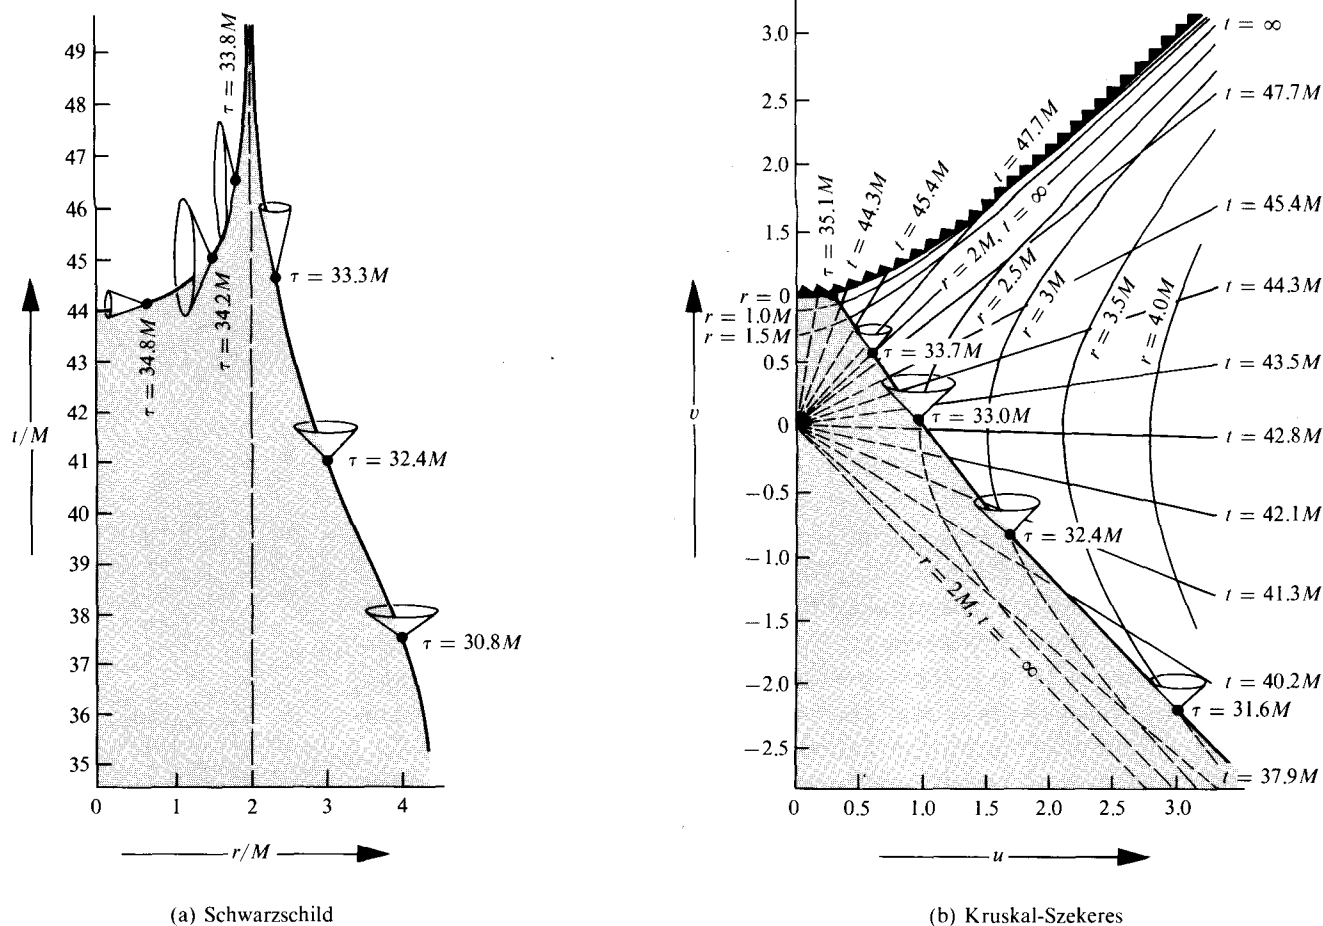 49
48
47
46
45
44
43
42
41
40
39
38
37
36
35
t/M
τ = 33.8M
τ = 34.2M
τ = 34.8M
τ = 33.3M
τ = 32.4M
τ = 30.8M
0
1
2
3
4
r/M
(a) Schwarzschild
3.0
2.5
2.0
1.5
r = 0
r = 1.0M
r = 1.5M
0.5
0
−0.5
−1.0
−1.5
−2.0
−2.5
v
τ = 35.1M
t = 44.3M
t = 45.4M
t = 47.7M
r = 2M, t = ∞
r = 2.5M
r = 3M
r = 3.5M
r = 4.0M
t = ∞
t = 47.7M
t = 45.4M
t = 44.3M
t = 43.5M
t = 42.8M
t = 42.1M
t = 41.3M
t = 40.2M
t = 37.9M
τ = 33.7M
τ = 33.0M
τ = 32.4M
τ = 31.6M
r = 2M, t = ∞
0
0.5
1.0
1.5
2.0
3.0
u
(b) Kruskal-Szekeres